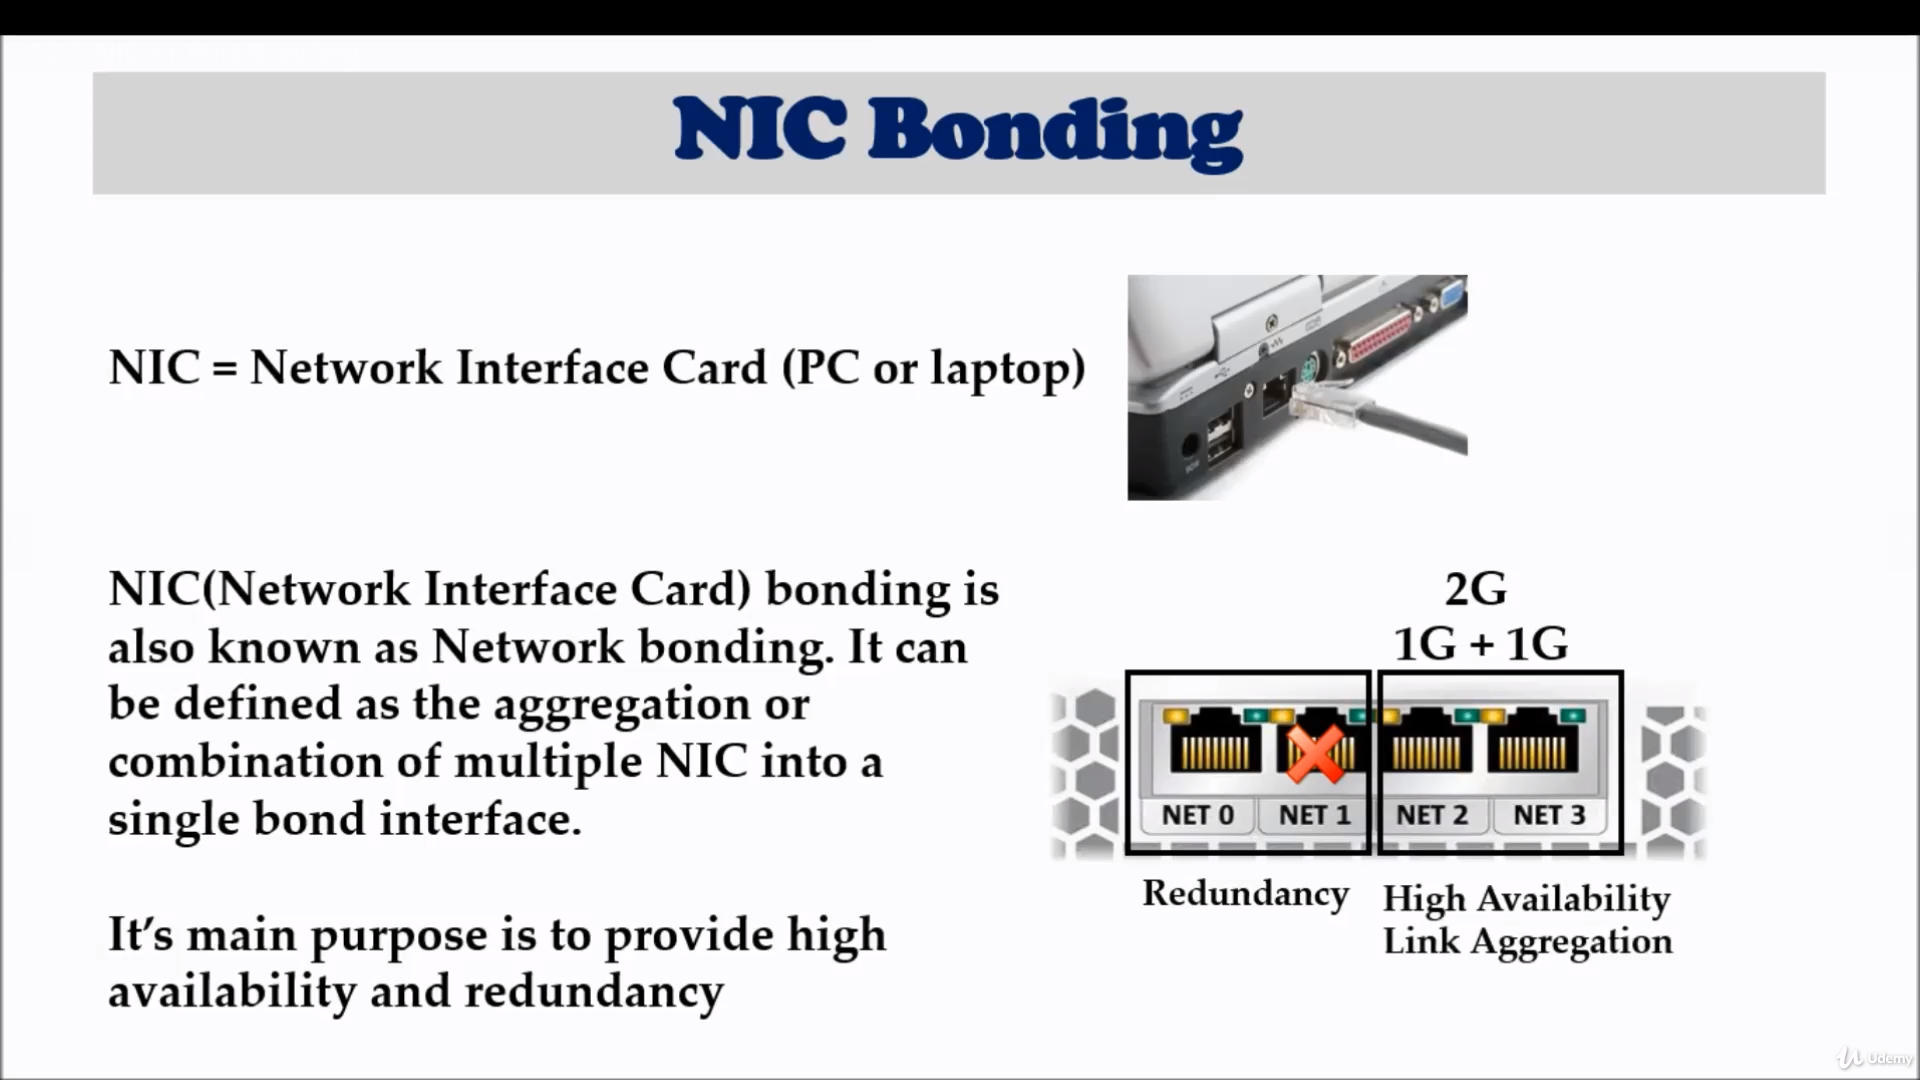 NIC Bonding
NIC = Network Interface Card (PC or laptop)
NIC(Network Interface Card) bonding is
also known as Network bonding. It can
be defined as the aggregation or
combination of multiple NIC into a
single bond interface.
It’s main purpose is to provide high
availability and redundancy
2G
1G + 1G
NET 0
NET 1
NET 2
NET 3
Redundancy
High Availability
Link Aggregation
Udemy